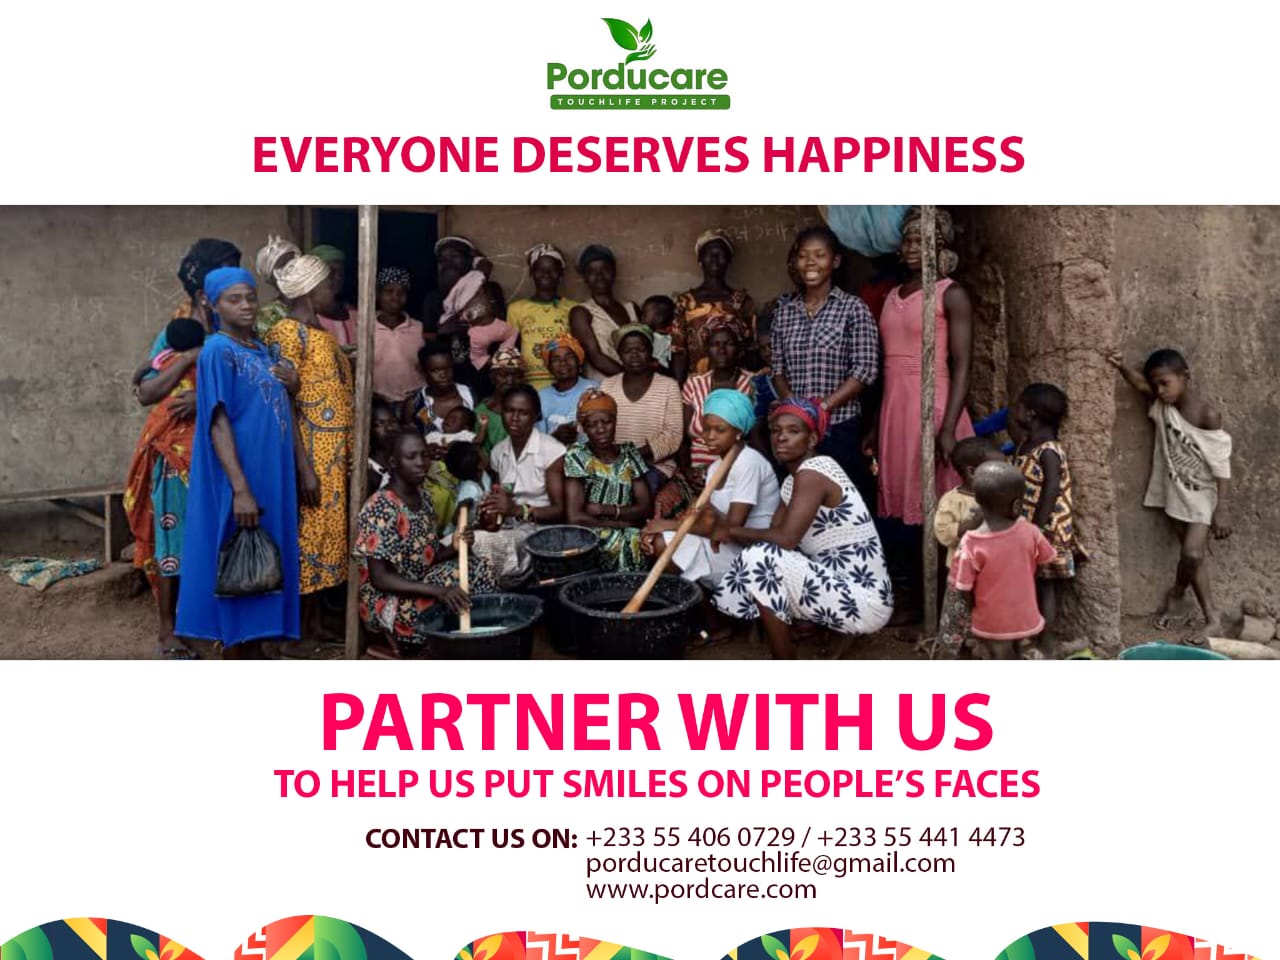 Porducare
TOUCHLIFE PROJECT
EVERYONE DESERVES HAPPINESS
PARTNER WITH US
TO HELP US PUT SMILES ON PEOPLE’S FACES
CONTACT US ON: +233 55 406 0729 / +233 55 441 4473
porducaretouchlife@gmail.com
www.pordcare.com